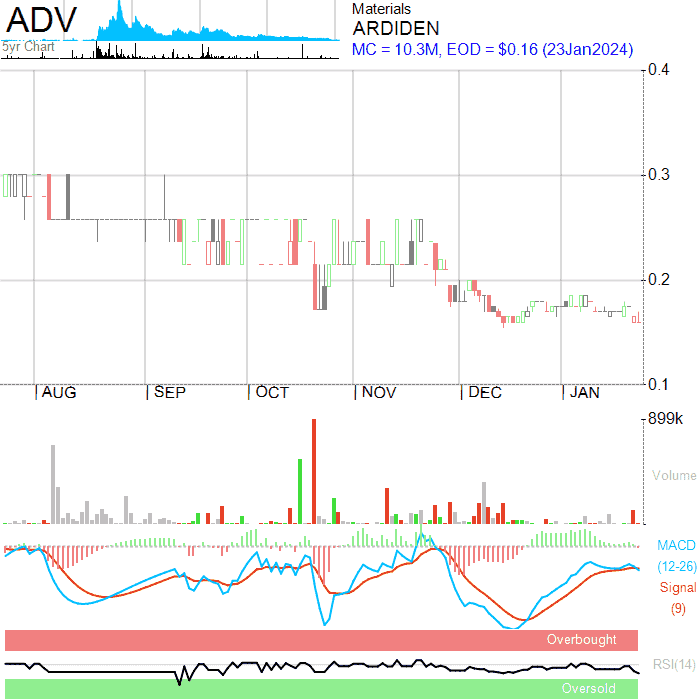 ADV
5yr Chart
Materials
ARDIDEN
MC = 10.3M, EOD = $0.16 (23Jan2024)
0.4
0.3
0.2
0.1
AUG SEP OCT NOV DEC JAN
899k
Volume
MACD
(12-26)
Signal
(9)
Overbought
RSI(14)
Oversold